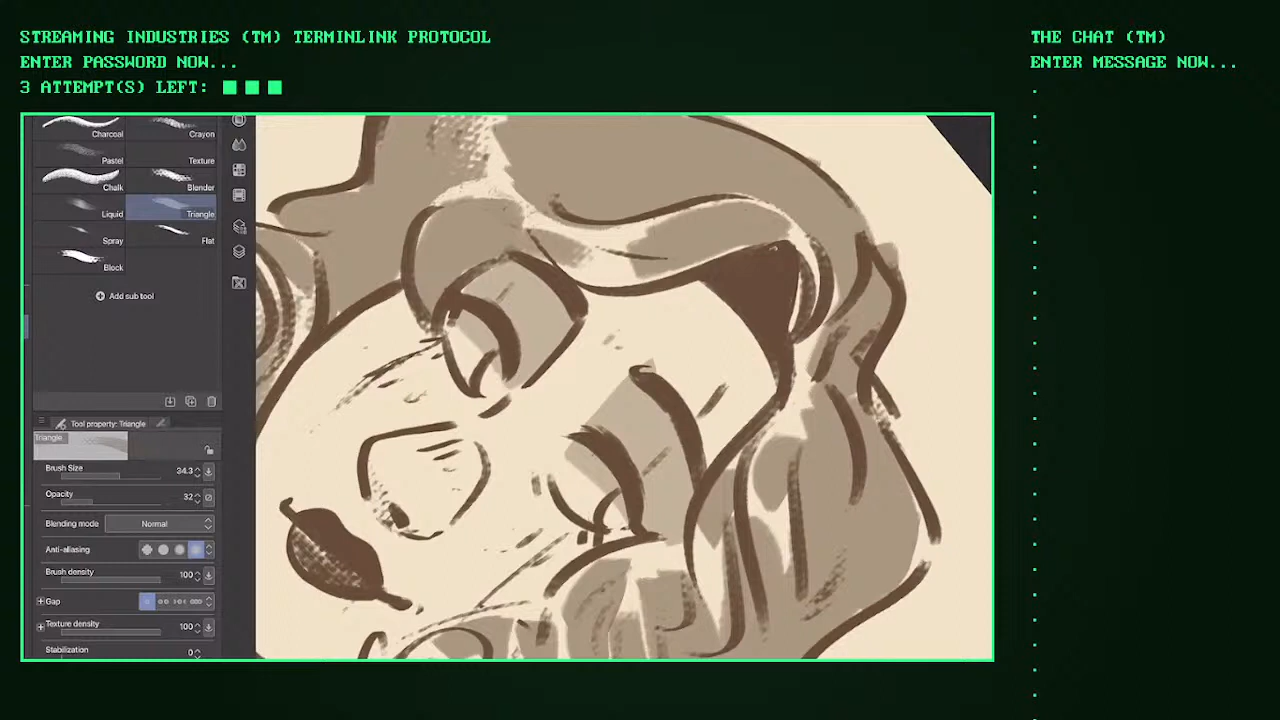 STREAMING INDUSTRIES (TM) TERMINLINK PROTOCOL
ENTER PASSWORD NOW...
3 ATTEMPT(S) LEFT:
THE CHAT (TM)
ENTER MESSAGE NOW...
Charcoal Crayon
Pastel Texture
Chalk Blender
Liquid Triangle
Spray Flat
Block
Add sub tool
Tool property: Triangle
Triangle
Brush Size 34.3
Opacity 32
Blending mode Normal
Anti-aliasing
Brush density 100
Gap
Texture density 100
Stabilization 0